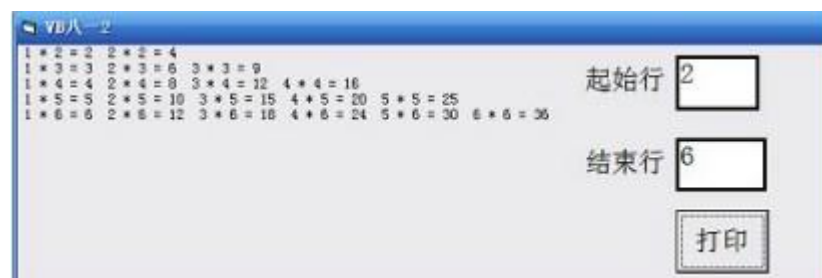 VB八-2
1 * 2 = 2 2 * 2 = 4
1 * 3 = 3 2 * 3 = 6 3 * 3 = 9
1 * 4 = 4 2 * 4 = 8 3 * 4 = 12 4 * 4 = 16
1 * 5 = 5 2 * 5 = 10 3 * 5 = 15 4 * 5 = 20 5 * 5 = 25
1 * 6 = 6 2 * 6 = 12 3 * 6 = 18 4 * 6 = 24 5 * 6 = 30 6 * 6 = 36
起始行 2
结束行 6
打印